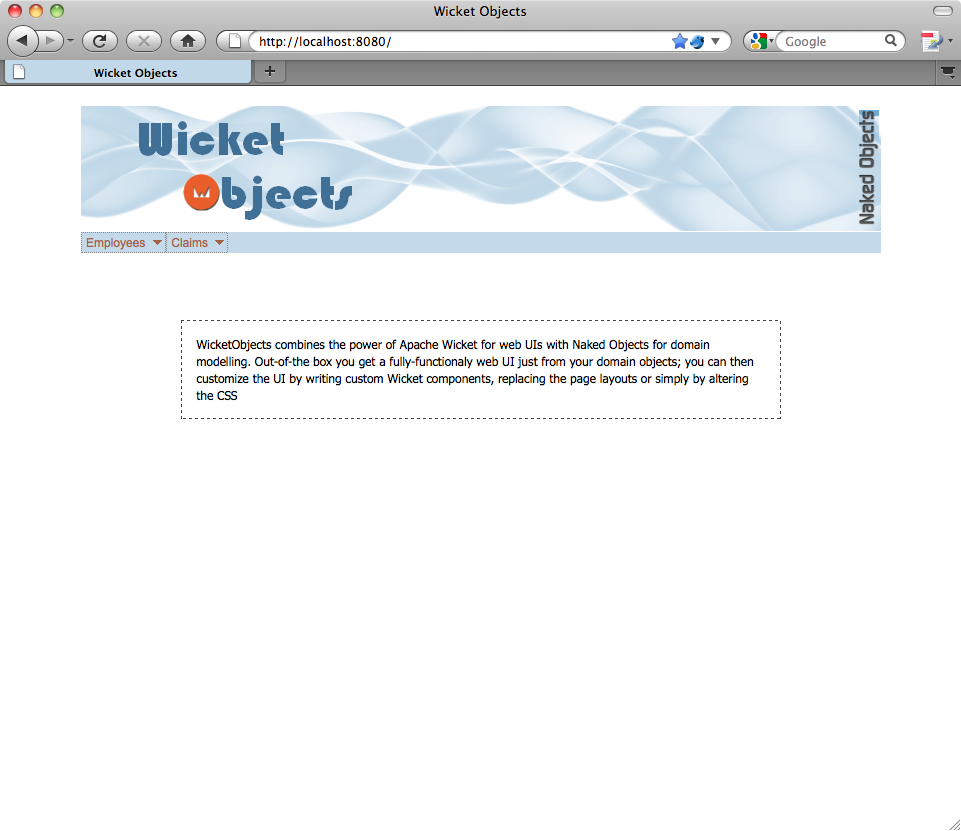 Wicket Objects
http://localhost:8080/
Google
Wicket Objects
Wicket
Objects
Naked Objects
Employees
Claims
WicketObjects combines the power of Apache Wicket for web UIs with Naked Objects for domain
modelling. Out-of-the box you get a fully-functionaly web UI just from your domain objects; you can then
customize the UI by writing custom Wicket components, replacing the page layouts or simply by altering
the CSS